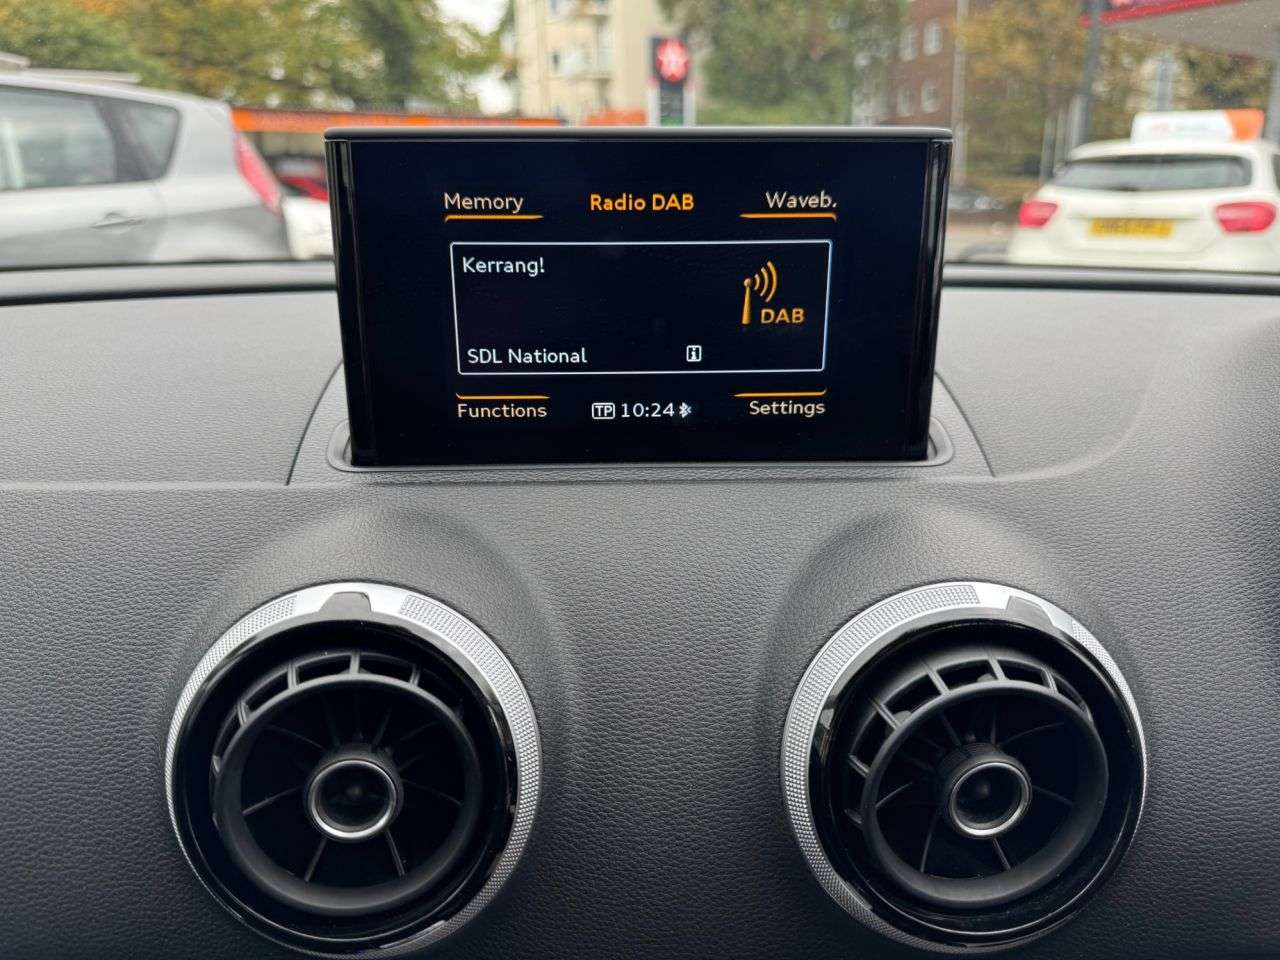 Memory Radio DAB Waveb.
Kerrang!
DAB
SDL National i
Functions TP 10:24 Settings